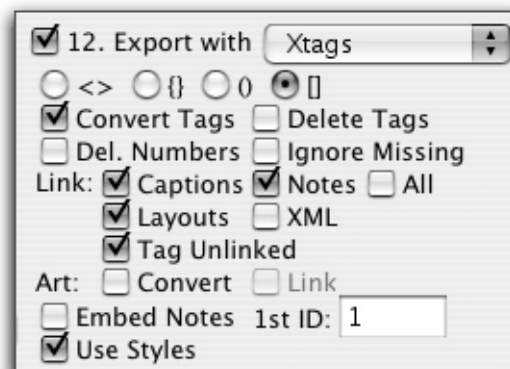 12. Export with Xtags
<> {} () []
Convert Tags Delete Tags
Del. Numbers Ignore Missing
Link: Captions Notes All
Layouts XML
Tag Unlinked
Art: Convert Link
Embed Notes 1st ID: 1
Use Styles